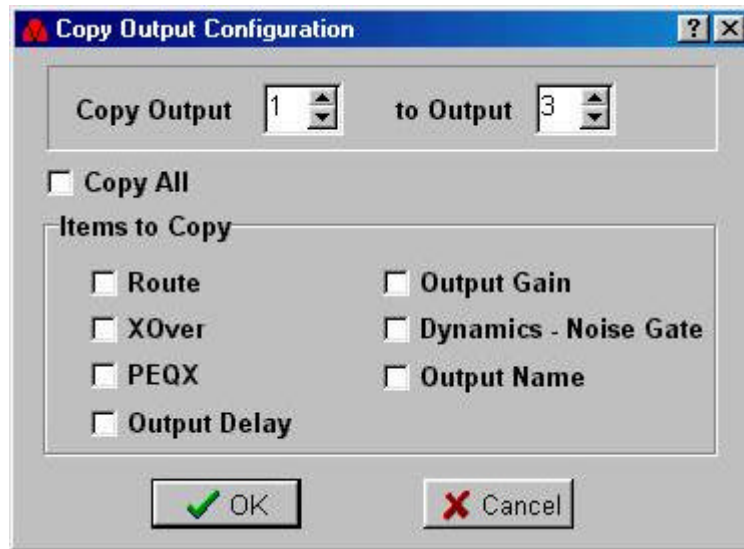 Copy Output Configuration
Copy Output 1 to Output 3
Copy All
Items to Copy
Route
Output Gain
XOver
Dynamics - Noise Gate
PEQX
Output Name
Output Delay
OK
Cancel